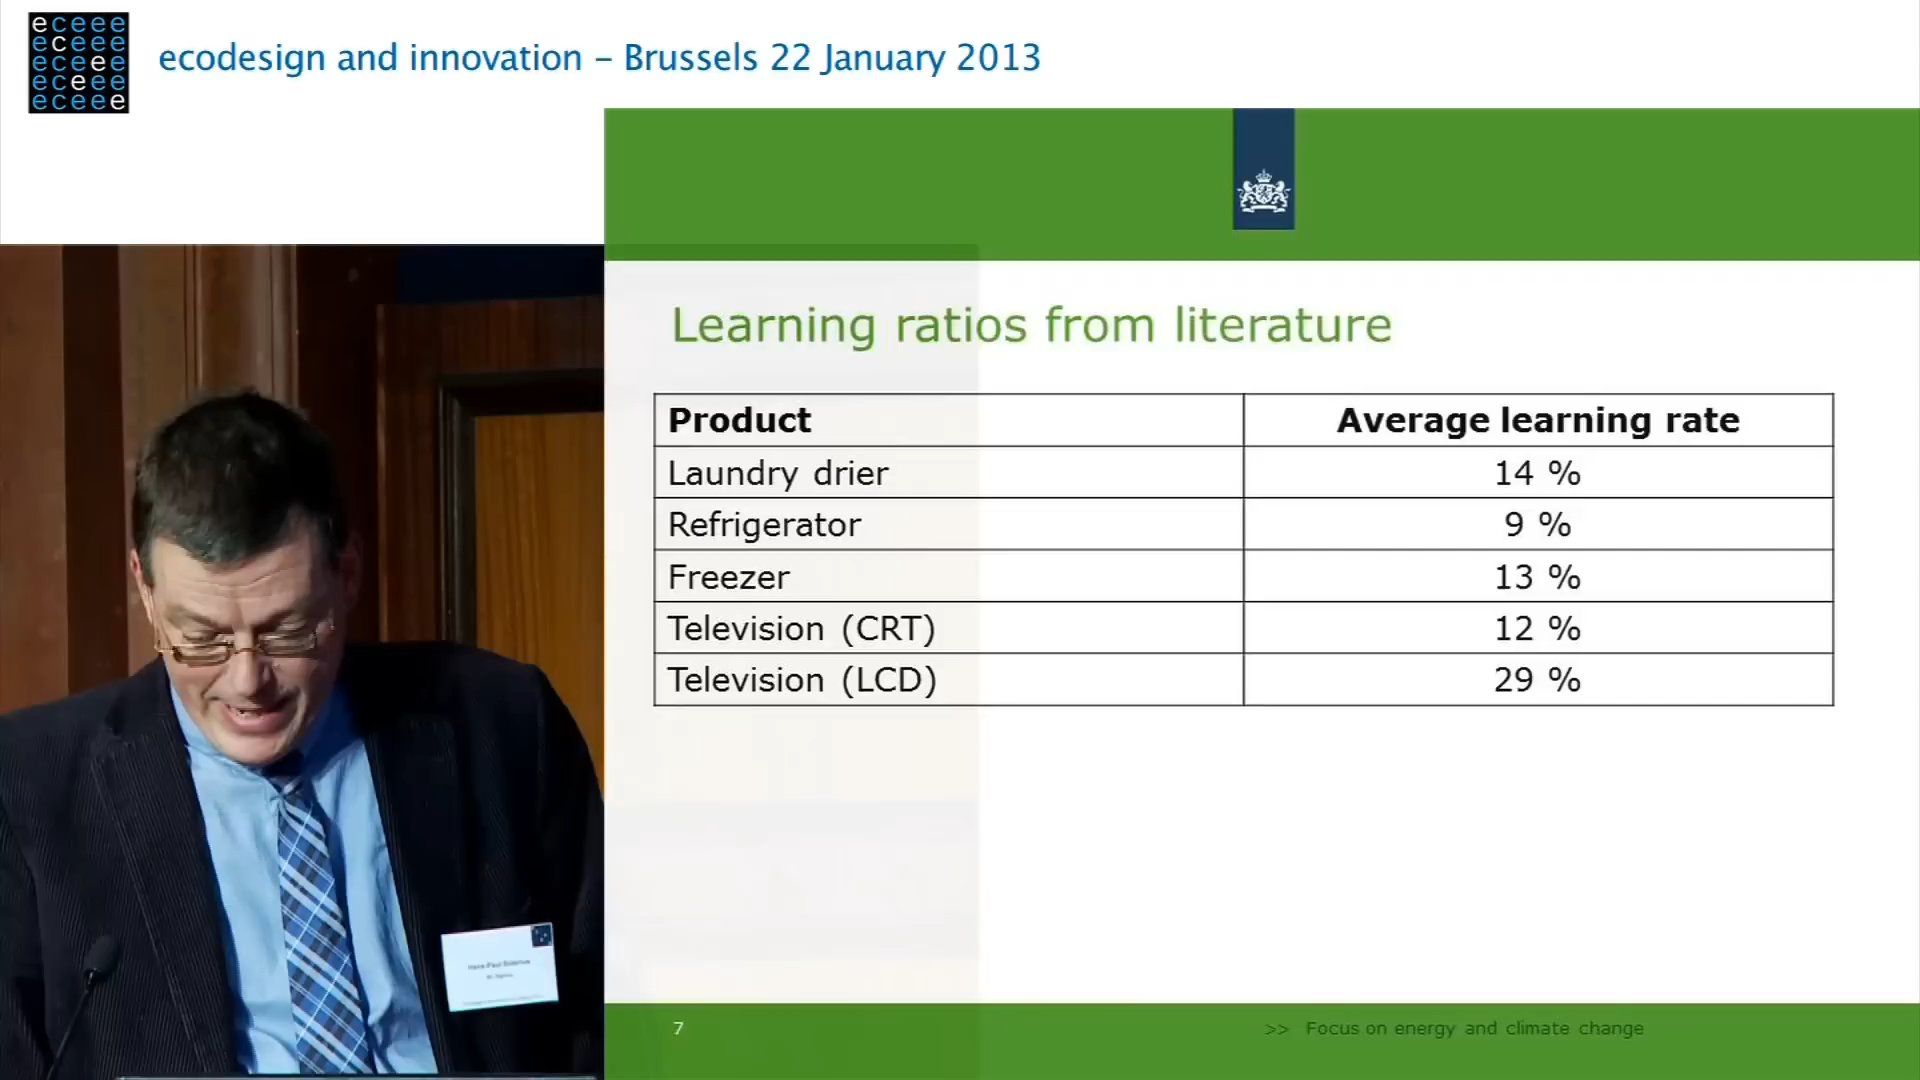 eceee
eceee
eceee
eceee
eceee
ecodesign and innovation – Brussels 22 January 2013
Learning ratios from literature
Product Average learning rate
Laundry drier 14 %
Refrigerator 9 %
Freezer 13 %
Television (CRT) 12 %
Television (LCD) 29 %
7 >> Focus on energy and climate change